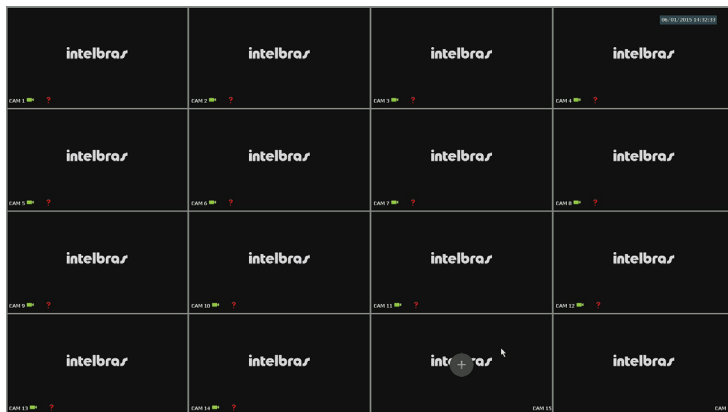 06/01/2015 14:32:33
intelbras intelbras intelbras intelbras
CAM 1 ? CAM 2 ? CAM 3 ? CAM 4 ?
intelbras intelbras intelbras intelbras
CAM 5 ? CAM 6 ? CAM 7 ? CAM 8 ?
intelbras intelbras intelbras intelbras
CAM 9 ? CAM 10 ? CAM 11 ? CAM 12 ?
intelbras intelbras intelbras
CAM 13 ? CAM 14 ? CAM 15 CAM